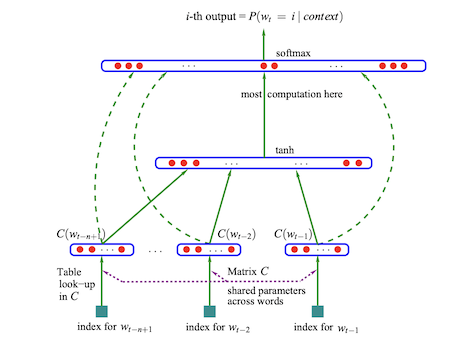 i-th output = P(w_t = i | context)
softmax
. . .
. . .
most computation here
tanh
. . .
. . .
C(w_{t−n+1}) C(w_{t−2}) C(w_{t−1})
. . . . . . . . . . . .
Table Matrix C
look−up
in C
shared parameters
across words
index for w_{t−n+1} index for w_{t−2} index for w_{t−1}